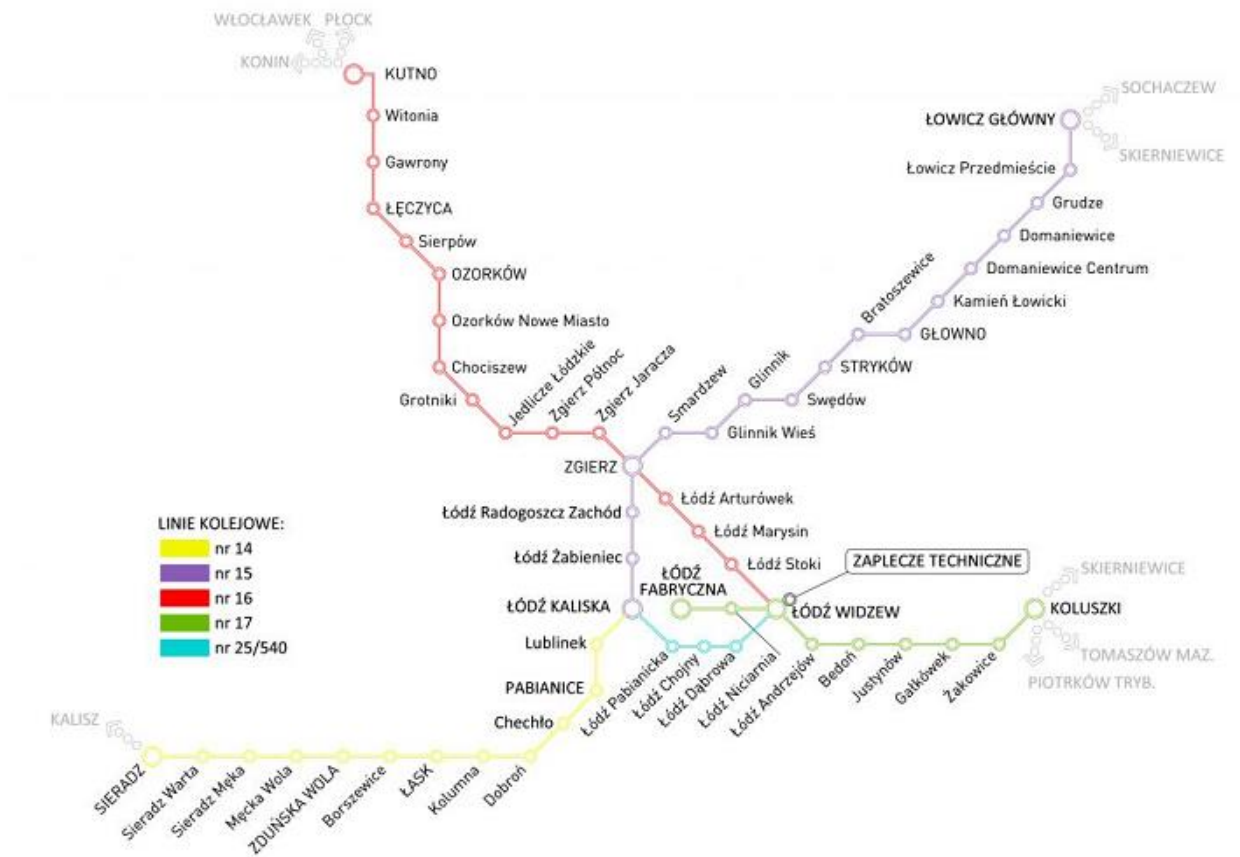 WŁOCŁAWEK PŁOCK
KONIN
KUTNO
Witonia
Gawrony
ŁĘCZYCA
Sierpów
OZORKÓW
Ozorków Nowe Miasto
Chociszew
Grotniki
Jedlicze Łódzkie
Zgierz Północ
Zgierz Jaracza
SOCHACZEW
ŁOWICZ GŁÓWNY
SKIERNIEWICE
Łowicz Przedmieście
Grudze
Domaniewice
Domaniewice Centrum
Kamień Łowicki
Bratoszewice
GŁOWNO
STRYKÓW
Swędów
Glinnik
Smardzew
Glinnik Wieś
ZGIERZ
Łódź Arturówek
Łódź Radogoszcz Zachód
Łódź Marysin
Łódź Żabieniec
Łódź Stoki
ŁÓDŹ
FABRYCZNA
ZAPLECZE TECHNICZNE
ŁÓDŹ KALISKA
ŁÓDŹ WIDZEW
SKIERNIEWICE
KOLUSZKI
TOMASZÓW MAZ.
PIOTRKÓW TRYB.
LINIE KOLEJOWE:
nr 14
nr 15
nr 16
nr 17
nr 25/540
Lublinek
PABIANICE
Chechło
Łódź Pabianicka
Łódź Chojny
Łódź Dąbrowa
Łódź Niciarnia
Łódź Andrzejów
Bedoń
Justynów
Gałkówek
Żakowice
KALISZ
SIERADZ
Sieradz Warta
Sieradz Męka
Męcka Wola
ZDUŃSKA WOLA
Borszewice
ŁASK
Kolumna
Dobroń